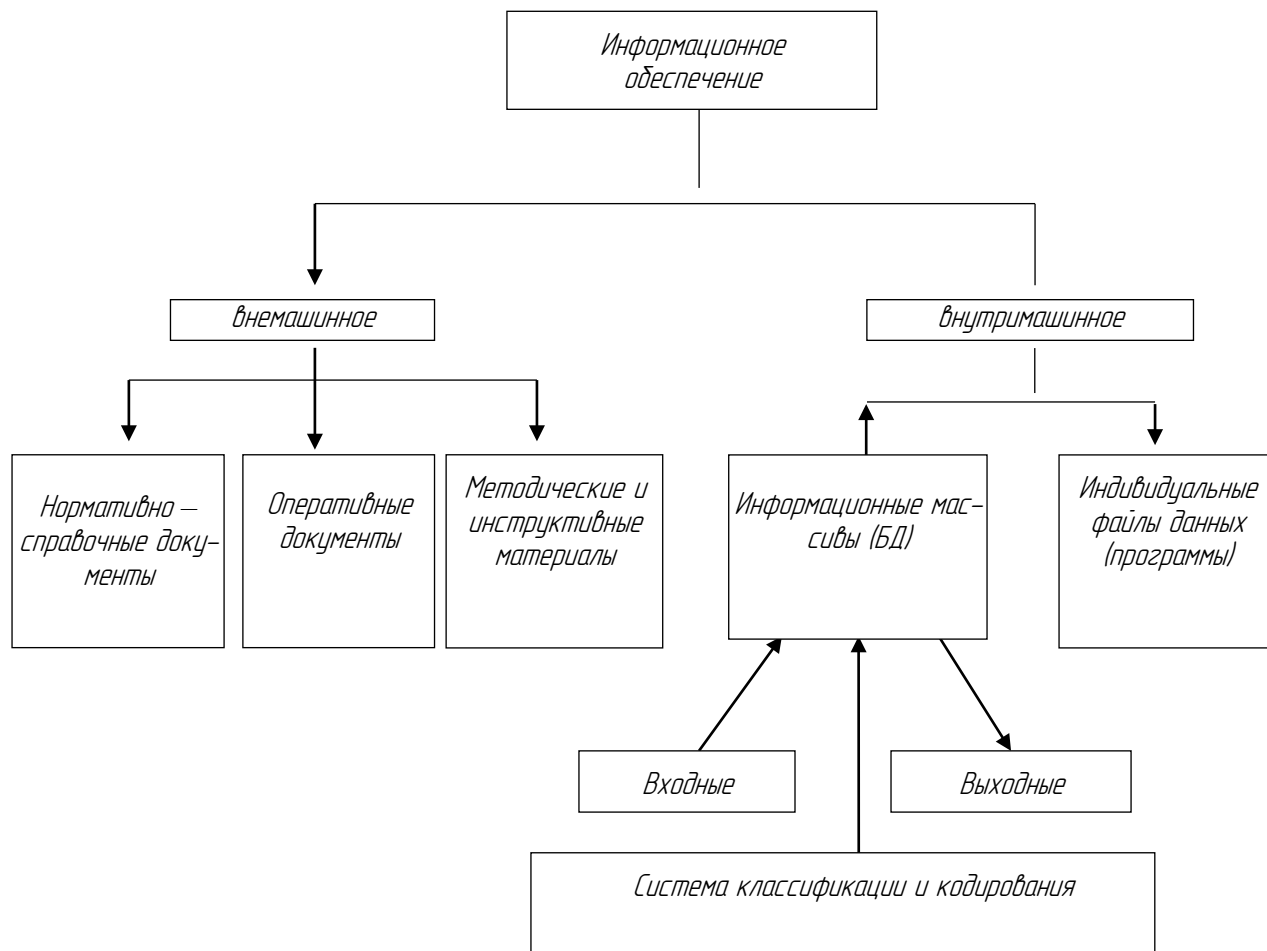 Информационное
обеспечение
внемашинное
внутримашинное
Нормативно –
справочные доку-
менты
Оперативные
документы
Методические и
инструктивные
материалы
Информационные мас-
сивы (БД)
Индивидуальные
файлы данных
(программы)
Входные
Выходные
Система классификации и кодирования